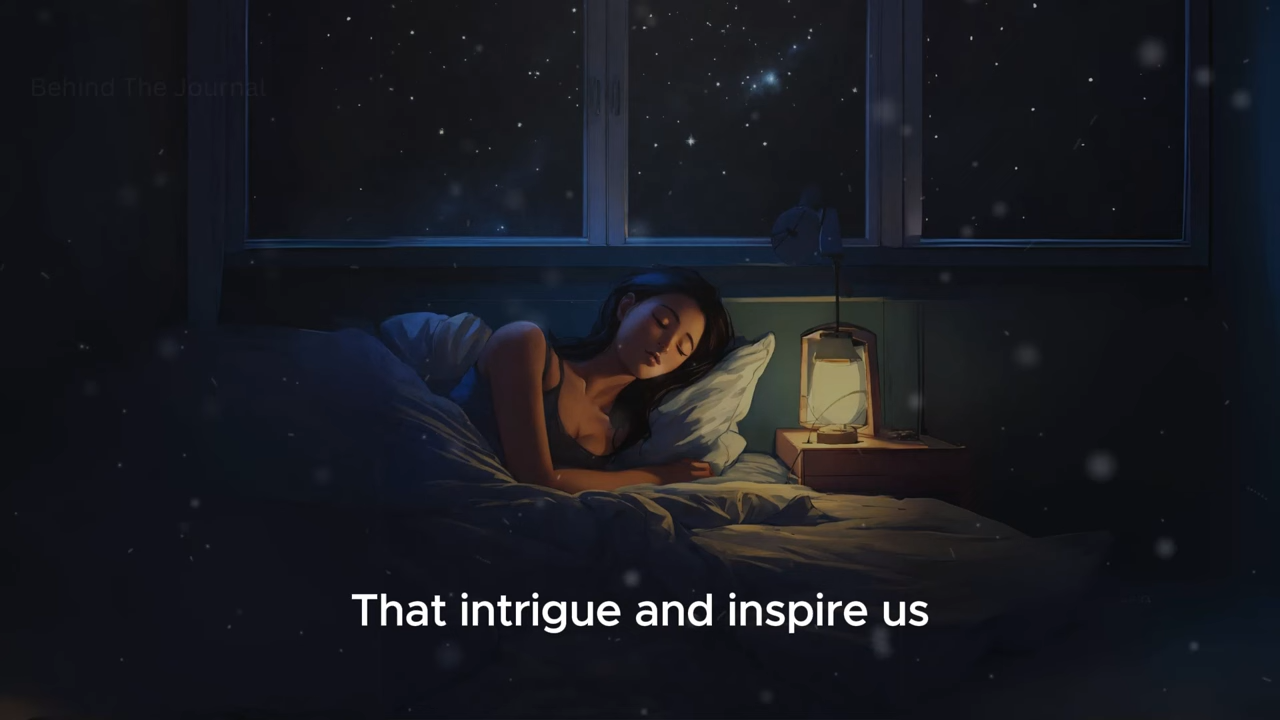 Behind The Journal
That intrigue and inspire us